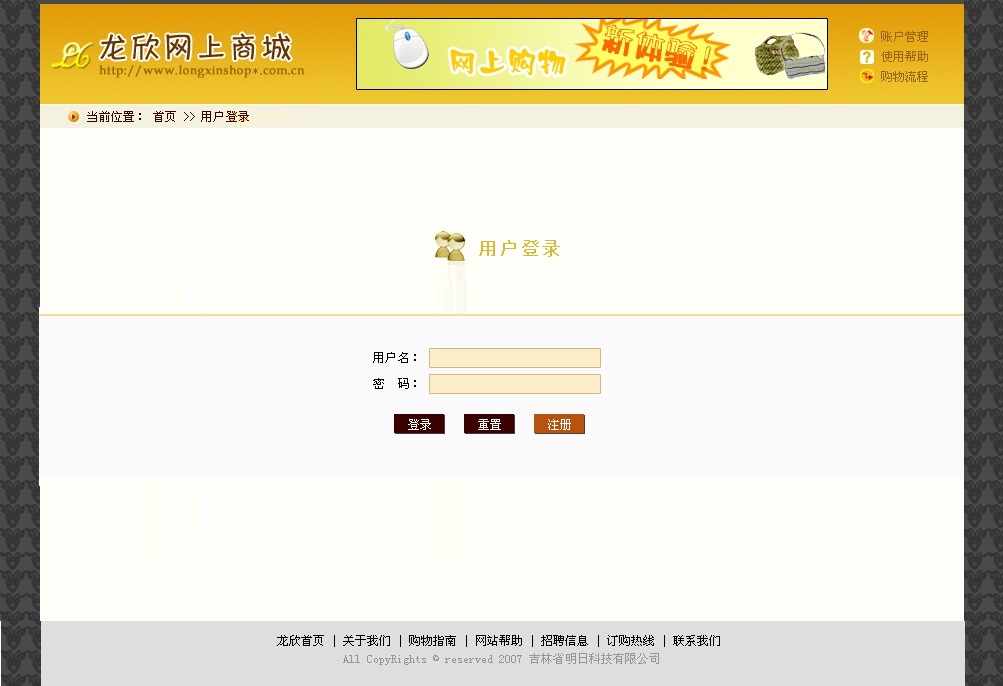 龙欣网上商城
http://www.longxinshop*.com.cn
网上购物 新体验！
账户管理
使用帮助
购物流程
当前位置： 首页 >> 用户登录
用户登录
用户名：
密 码：
登录 重置 注册
龙欣首页 | 关于我们 | 购物指南 | 网站帮助 | 招聘信息 | 订购热线 | 联系我们
All CopyRights © reserved 2007 吉林省明日科技有限公司